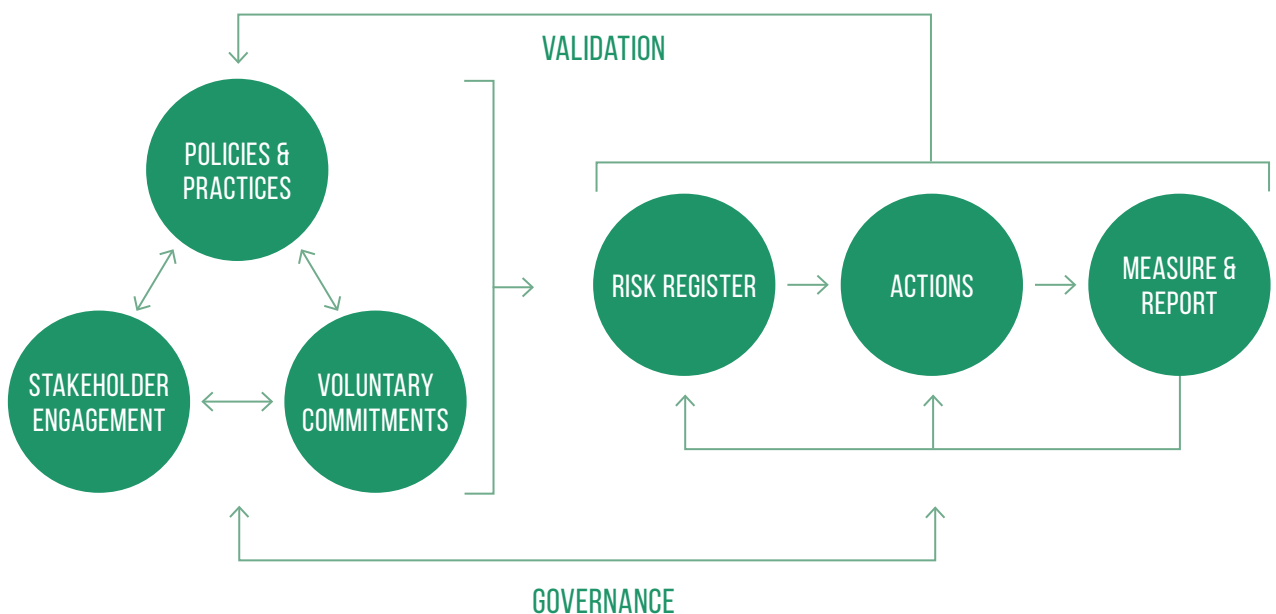 VALIDATION
POLICIES &
PRACTICES
STAKEHOLDER
ENGAGEMENT
VOLUNTARY
COMMITMENTS
RISK REGISTER
ACTIONS
MEASURE &
REPORT
GOVERNANCE